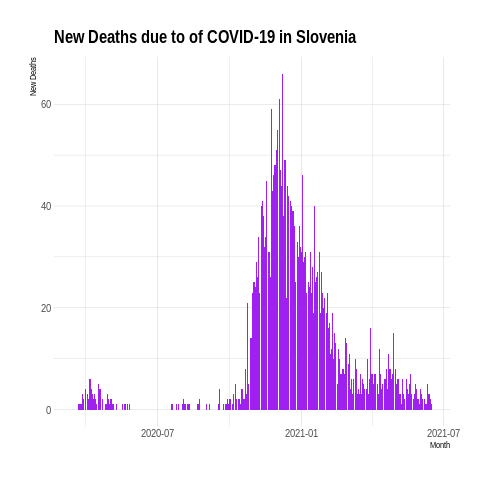 New Deaths due to of COVID-19 in Slovenia
New Deaths
60
40
20
0
2020-07
2021-01
2021-07
Month